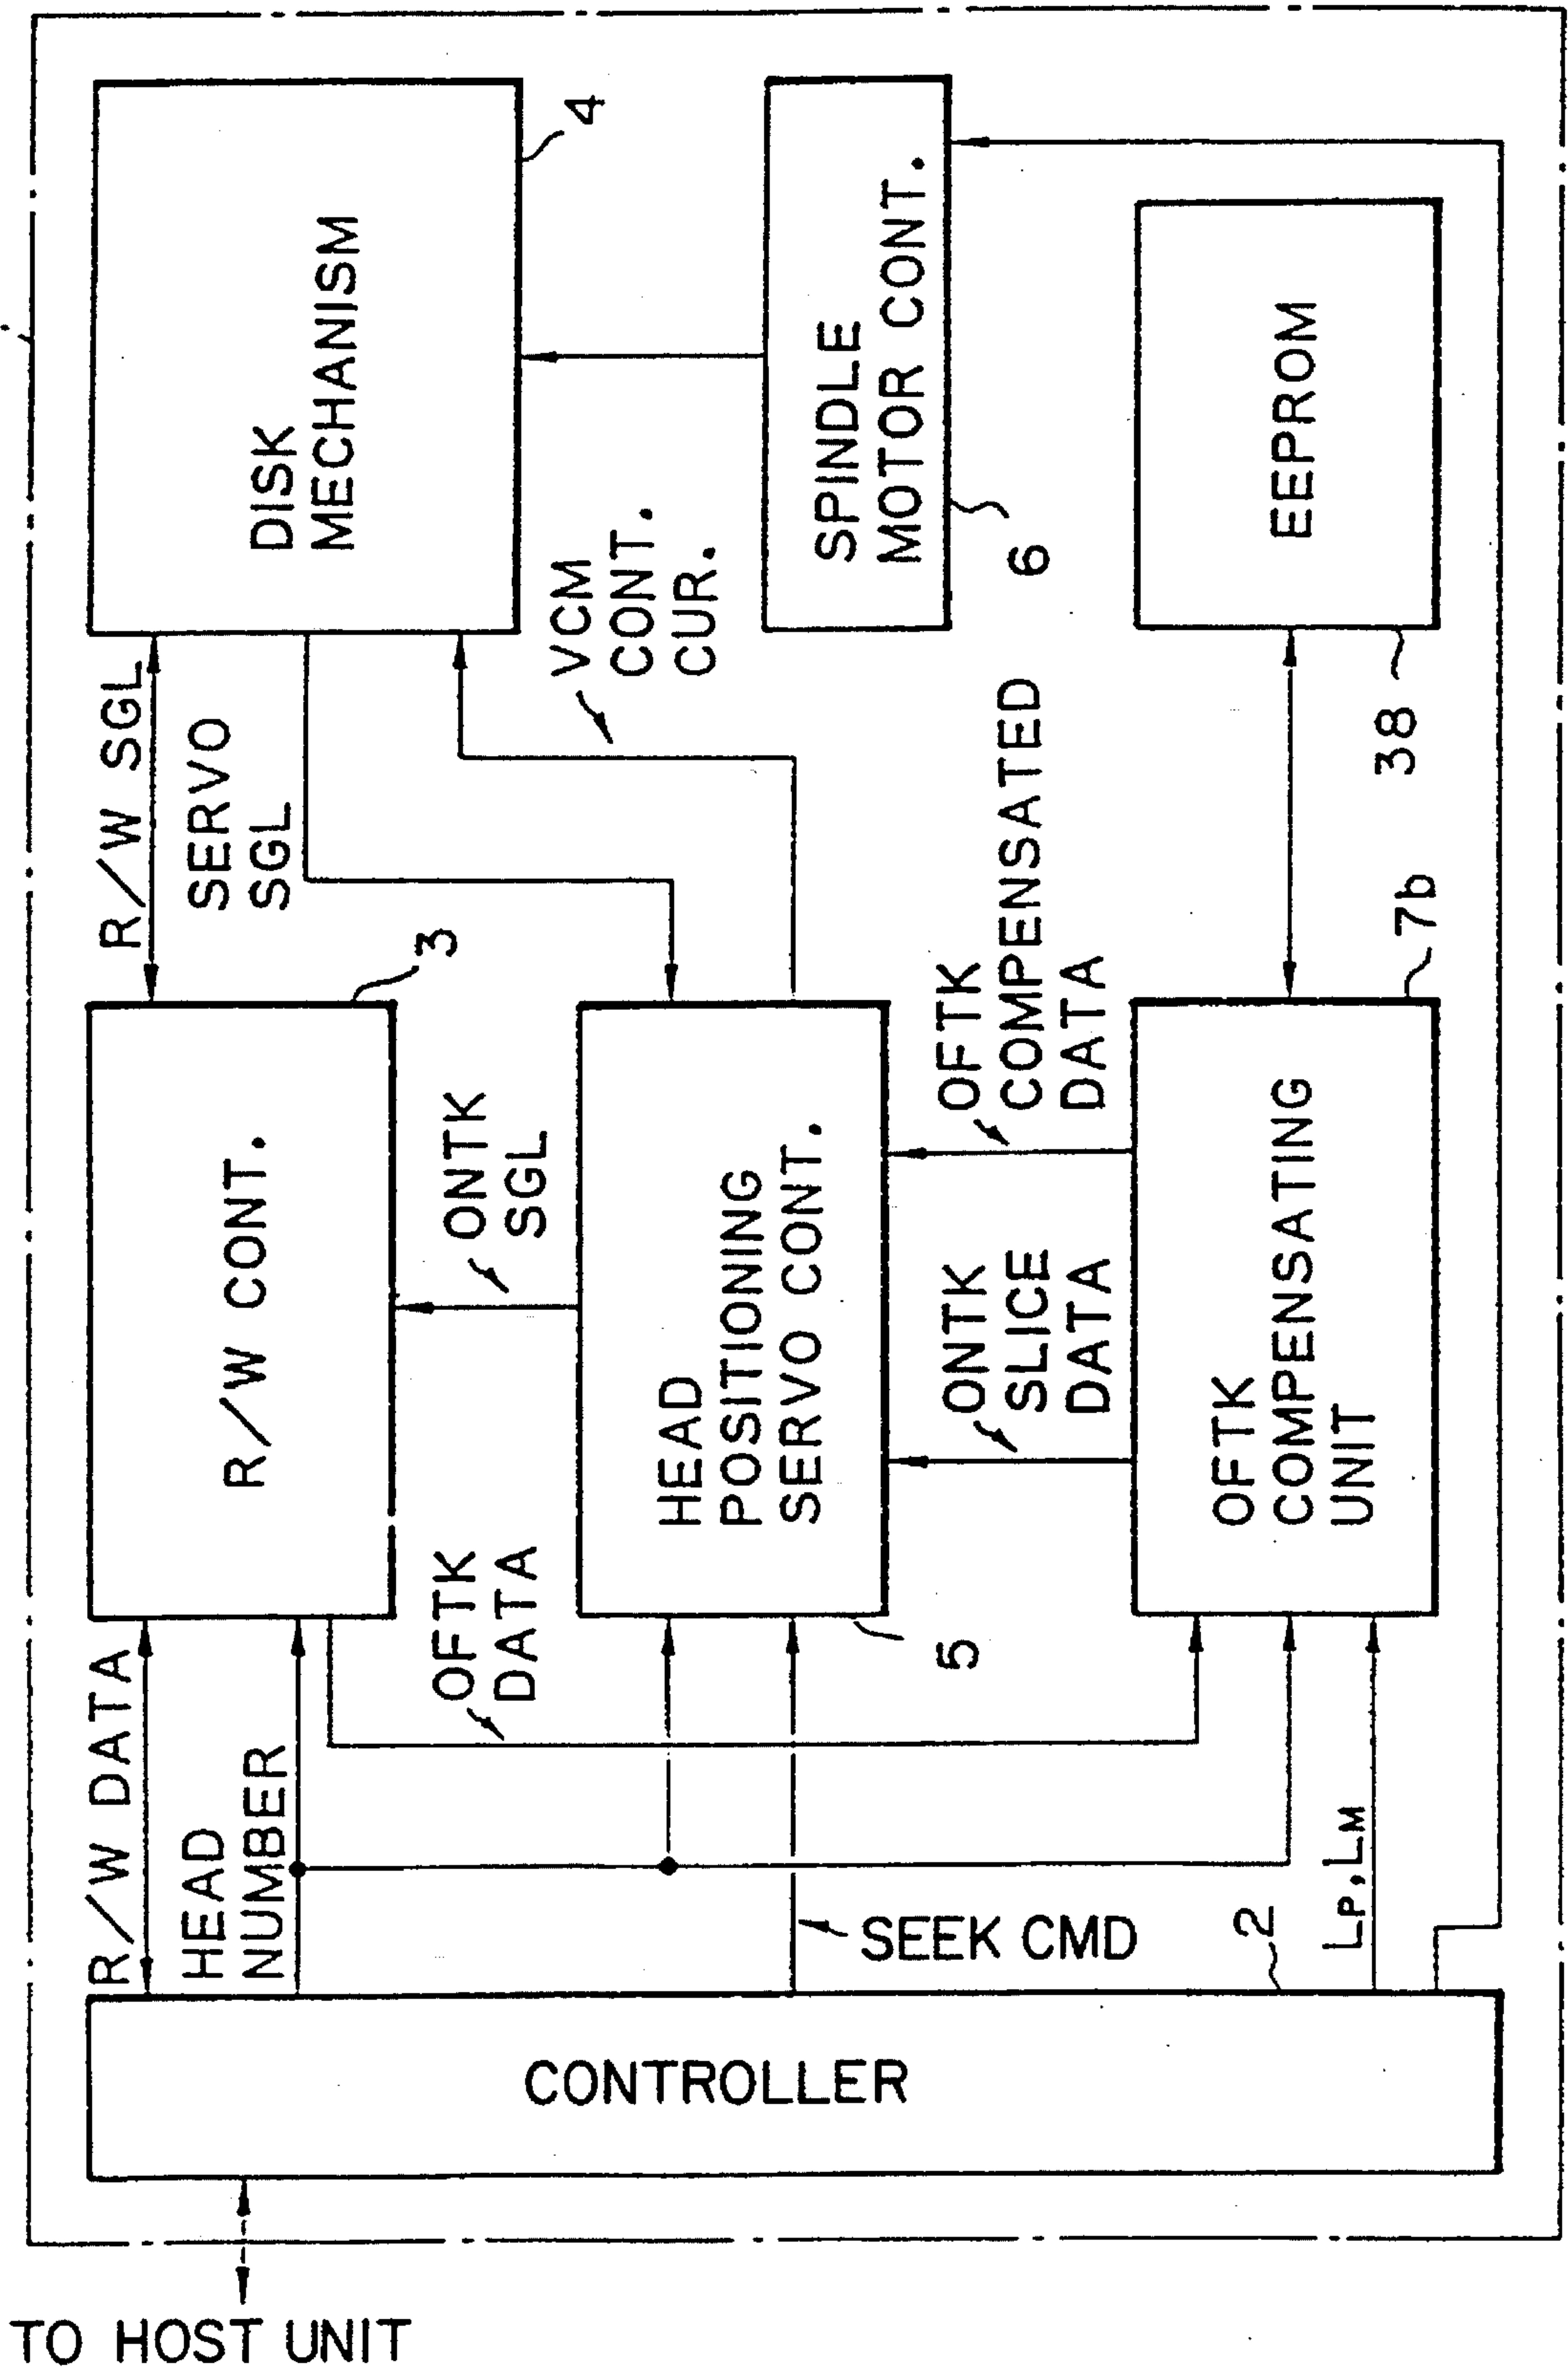 R/W DATA
HEAD
NUMBER
R/W CONT.
3
R/W SGL
SERVO
SGL
DISK
MECHANISM
4
OFTK
DATA
ONTK
SGL
VCM
CONT.
CUR.
CONTROLLER
2
SEEK CMD
HEAD
POSITIONING
SERVO CONT.
5
SPINDLE
MOTOR CONT.
6
ONTK
SLICE
DATA
OFTK
COMPENSATED
DATA
LP, LM
OFTK
COMPENSATING
UNIT
7b
EEPROM
38
TO HOST UNIT